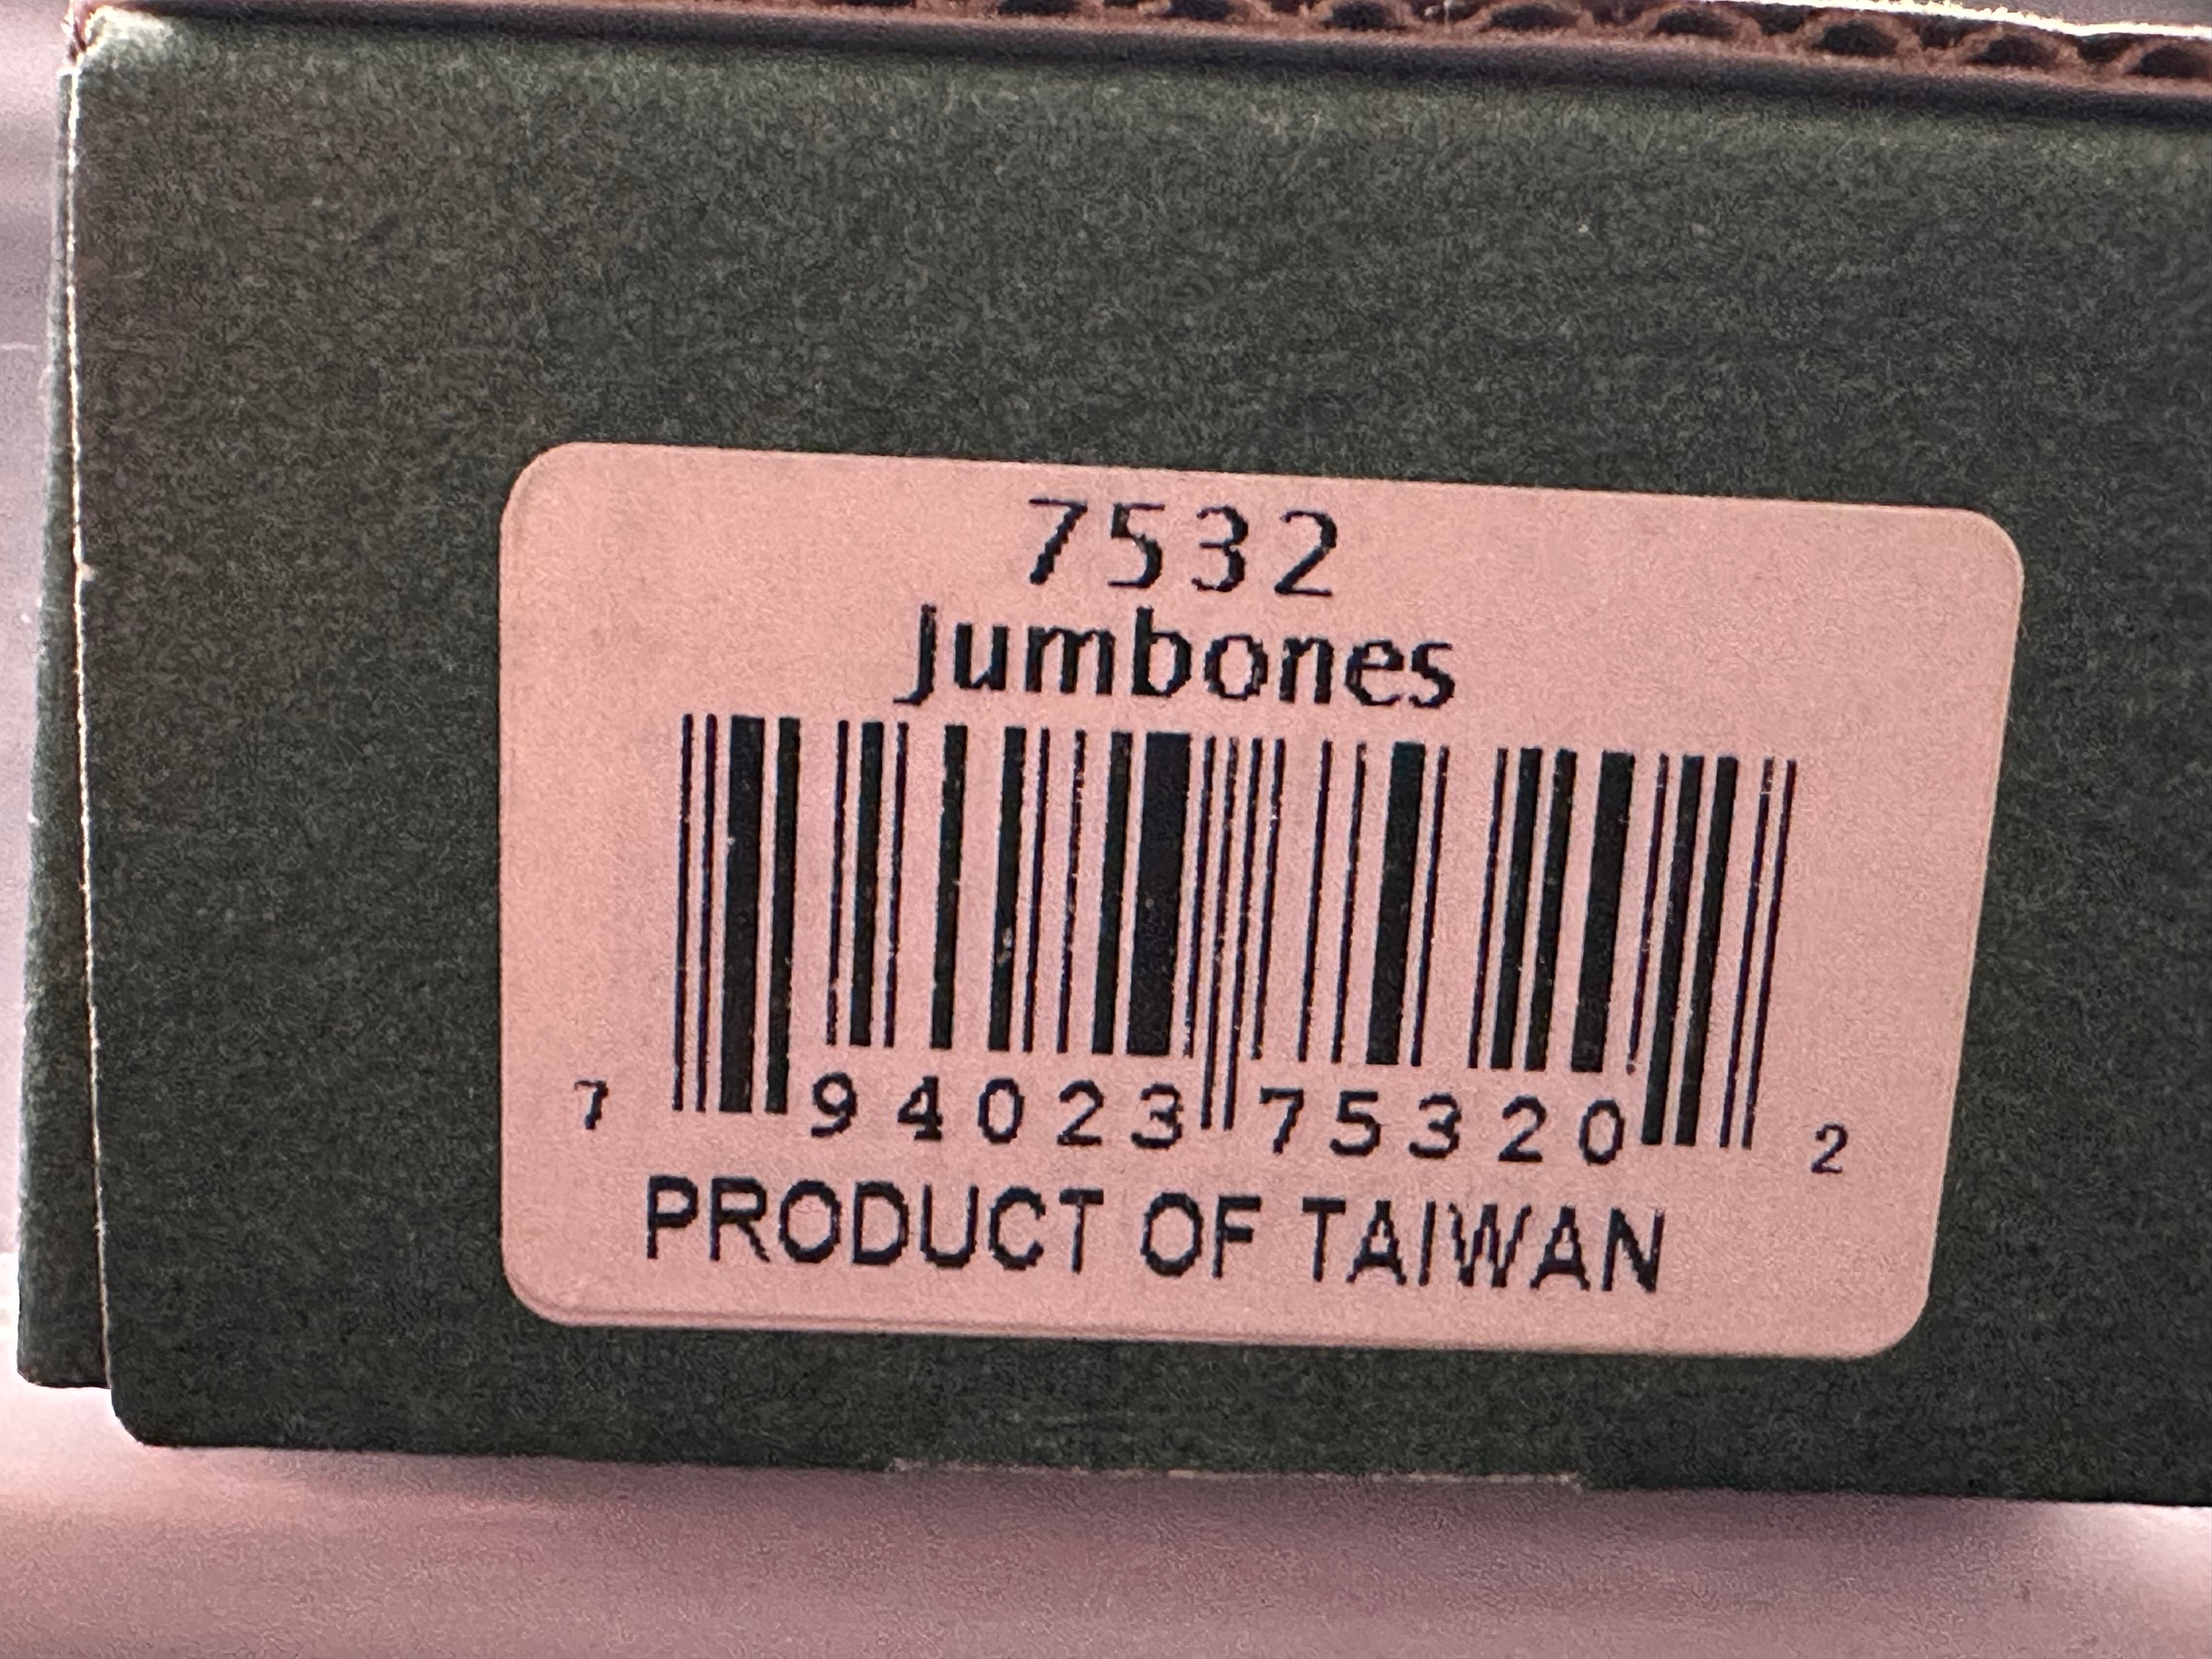 7532
Jumbones
7 94023 75320 2
PRODUCT OF TAIWAN